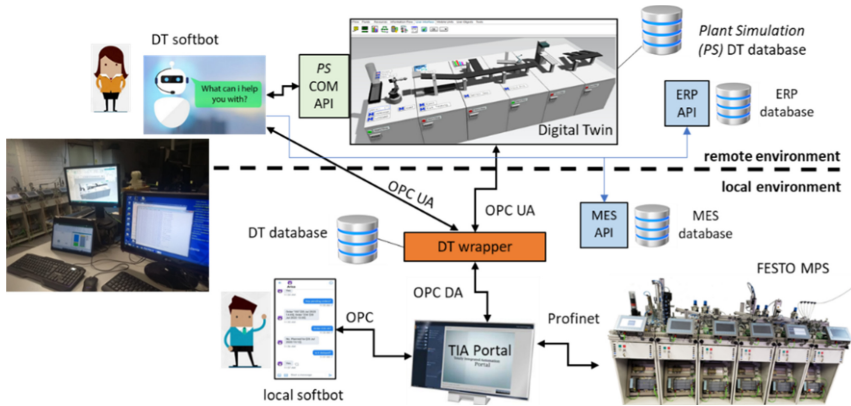 DT softbot
What can i help
you with?
PS
COM
API
Digital Twin
Plant Simulation
(PS) DT database
ERP
API
ERP
database
remote environment
local environment
OPC UA
OPC UA
MES
API
MES
database
DT database
DT wrapper
OPC DA
FESTO MPS
OPC
Profinet
TIA Portal
Portal
local softbot